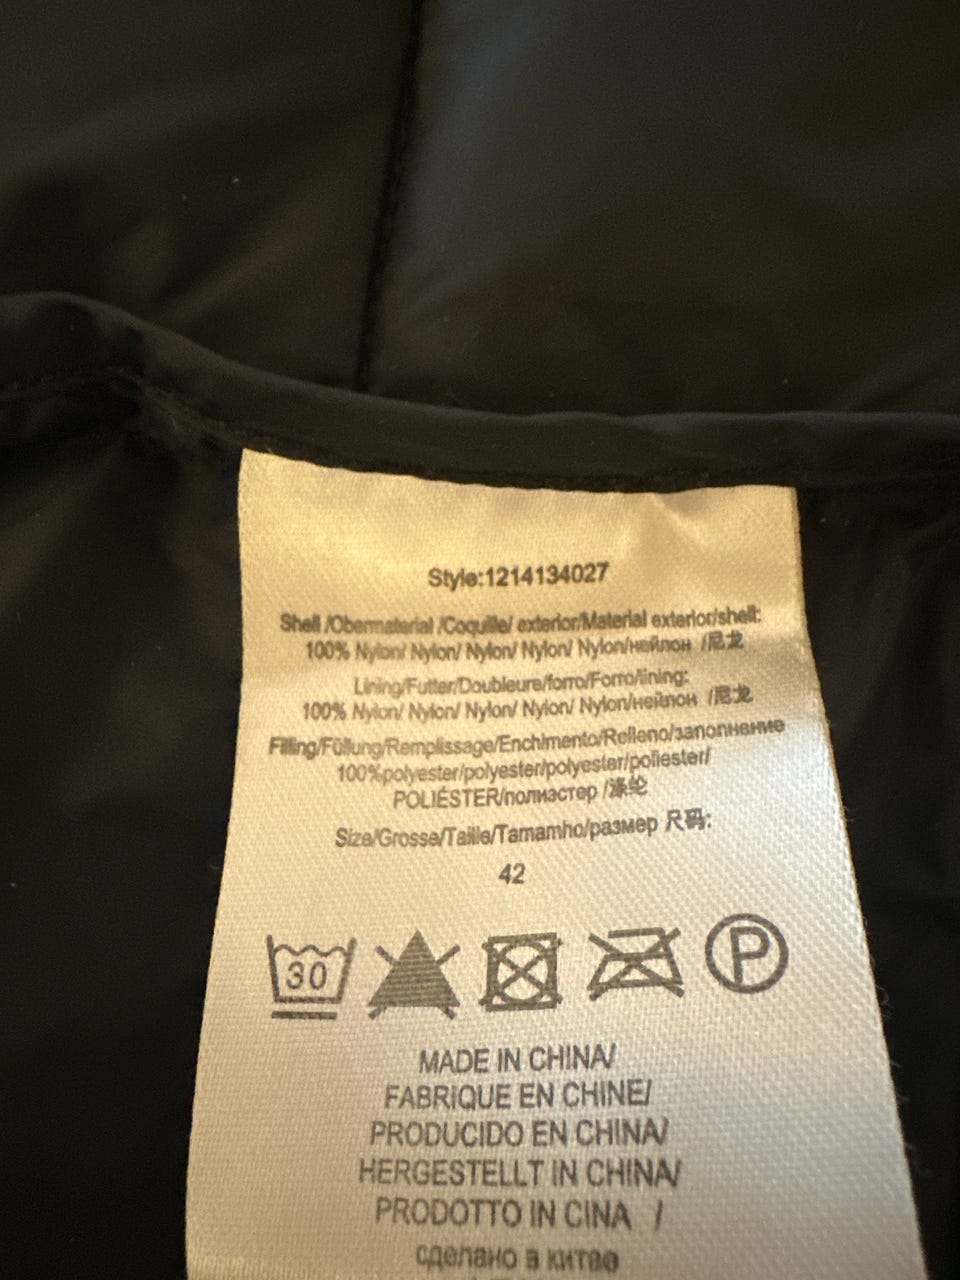 Style:1214134027
Shell /Obermaterial /Coquille/ exterior/Material exterior/shell:
100% Nylon/ Nylon/ Nylon/ Nylon/ Nylon/нейлон /尼龙
Lining/Futter/Doubleure/forro/Forro/lining:
100% Nylon/ Nylon/ Nylon/ Nylon/ Nylon/нейлон /尼龙
Filling/Füllung/Remplissage/Enchimento/Relleno/заполнение
100%polyester/polyester/polyester/poliester/
POLIÉSTER/полиэстер /涤纶
Size/Grosse/Taille/Tamamho/размер 尺码:
42
30 P
MADE IN CHINA/
FABRIQUE EN CHINE/
PRODUCIDO EN CHINA/
HERGESTELLT IN CHINA/
PRODOTTO IN CINA /
сделано в китае